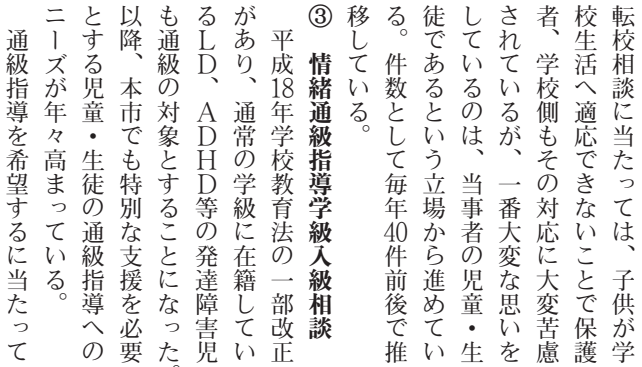 転校相談に当たっては、子供が学
校生活へ適応できないことで保護
者、学校側もその対応に大変苦慮
されているが、一番大変な思いを
しているのは、当事者の児童・生
徒であるという立場から進めてい
る。件数として毎年40件前後で推
移している。
③　情緒通級指導学級入級相談
　平成18年学校教育法の一部改正
があり、通常の学級に在籍してい
るＬＤ、ＡＤＨＤ等の発達障害児
も通級の対象とすることになった。
以降、本市でも特別な支援を必要
とする児童・生徒の通級指導への
ニーズが年々高まっている。
　通級指導を希望するに当たって